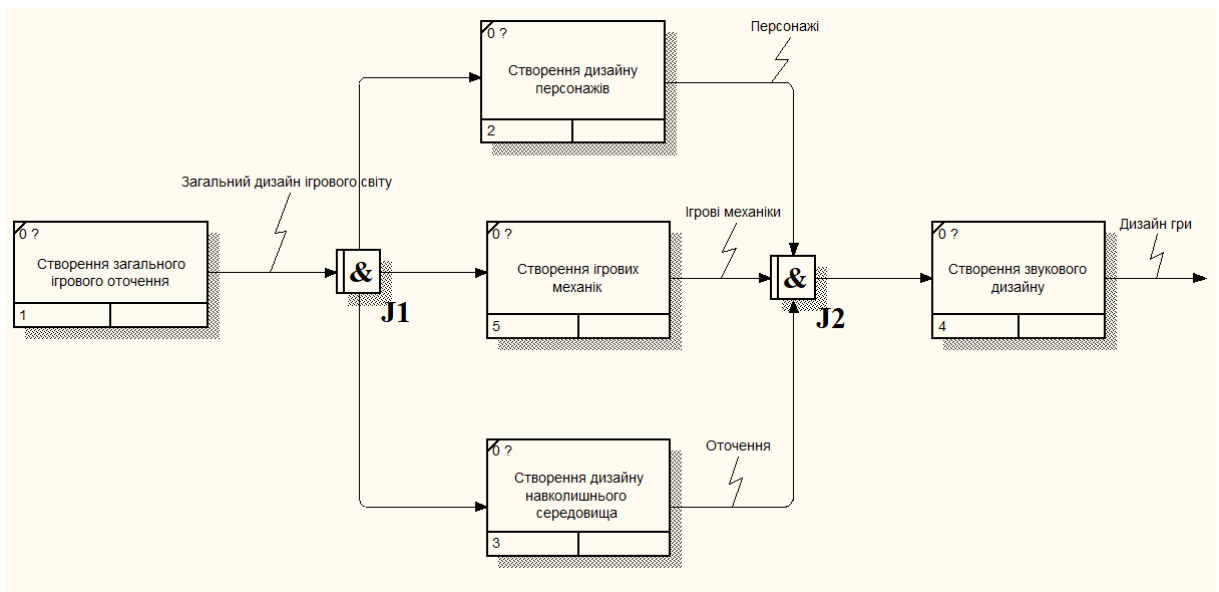 Персонажі
0 ?
Створення дизайну
персонажів
2
Загальний дизайн ігрового світу
0 ?
Створення загального
ігрового оточення
1
&
J1
Ігрові механіки
0 ?
Створення ігрових
механік
5
&
J2
0 ?
Створення звукового
дизайну
4
Дизайн гри
Оточення
0 ?
Створення дизайну
навколишнього
середовища
3